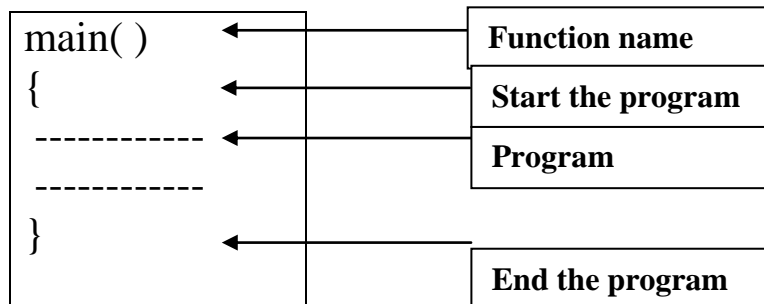 main( )
Function name
{
Start the program
-----------
Program
-----------
}
End the program